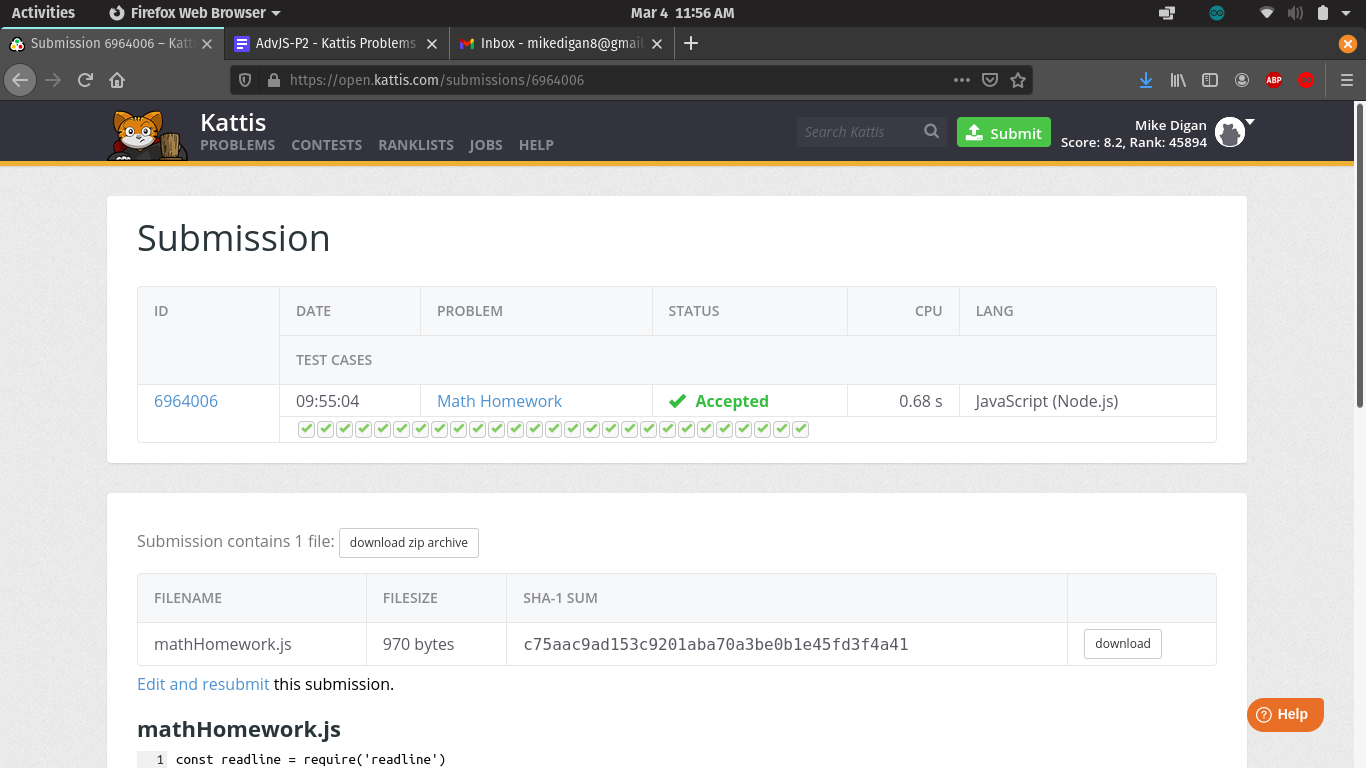 Activities Firefox Web Browser Mar 4 11:56 AM
Submission 6964006 – Katt AdvJS-P2 - Kattis Problems Inbox - mikedigan8@gmail
https://open.kattis.com/submissions/6964006 ABP
Kattis
PROBLEMS CONTESTS RANKLISTS JOBS HELP
Search Kattis Submit
Mike Digan
Score: 8.2, Rank: 45894
Submission
ID DATE PROBLEM STATUS CPU LANG
TEST CASES
6964006 09:55:04 Math Homework Accepted 0.68 s JavaScript (Node.js)
Submission contains 1 file: download zip archive
FILENAME FILESIZE SHA-1 SUM
mathHomework.js 970 bytes c75aac9ad153c9201aba70a3be0b1e45fd3f4a41 download
Edit and resubmit this submission.
Help
mathHomework.js
1 const readline = require('readline')